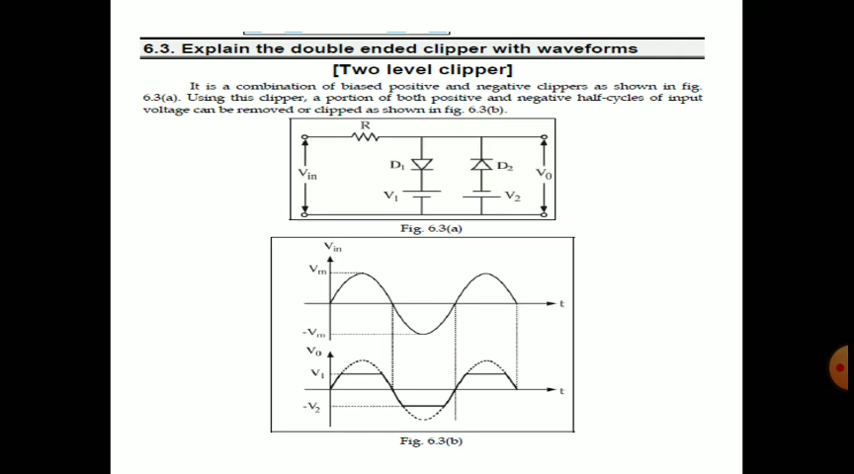 6.3. Explain the double ended clipper with waveforms
[Two level clipper]
It is a combination of biased positive and negative clippers as shown in fig.
6.3(a). Using this clipper, a portion of both positive and negative half-cycles of input
voltage can be removed or clipped as shown in fig. 6.3(b).
R
D₁ D₂
Vin V₀
V₁ V₂
Fig. 6.3(a)
Vin
Vm
t
-Vm
V₀
V₁
t
-V₂
Fig. 6.3(b)